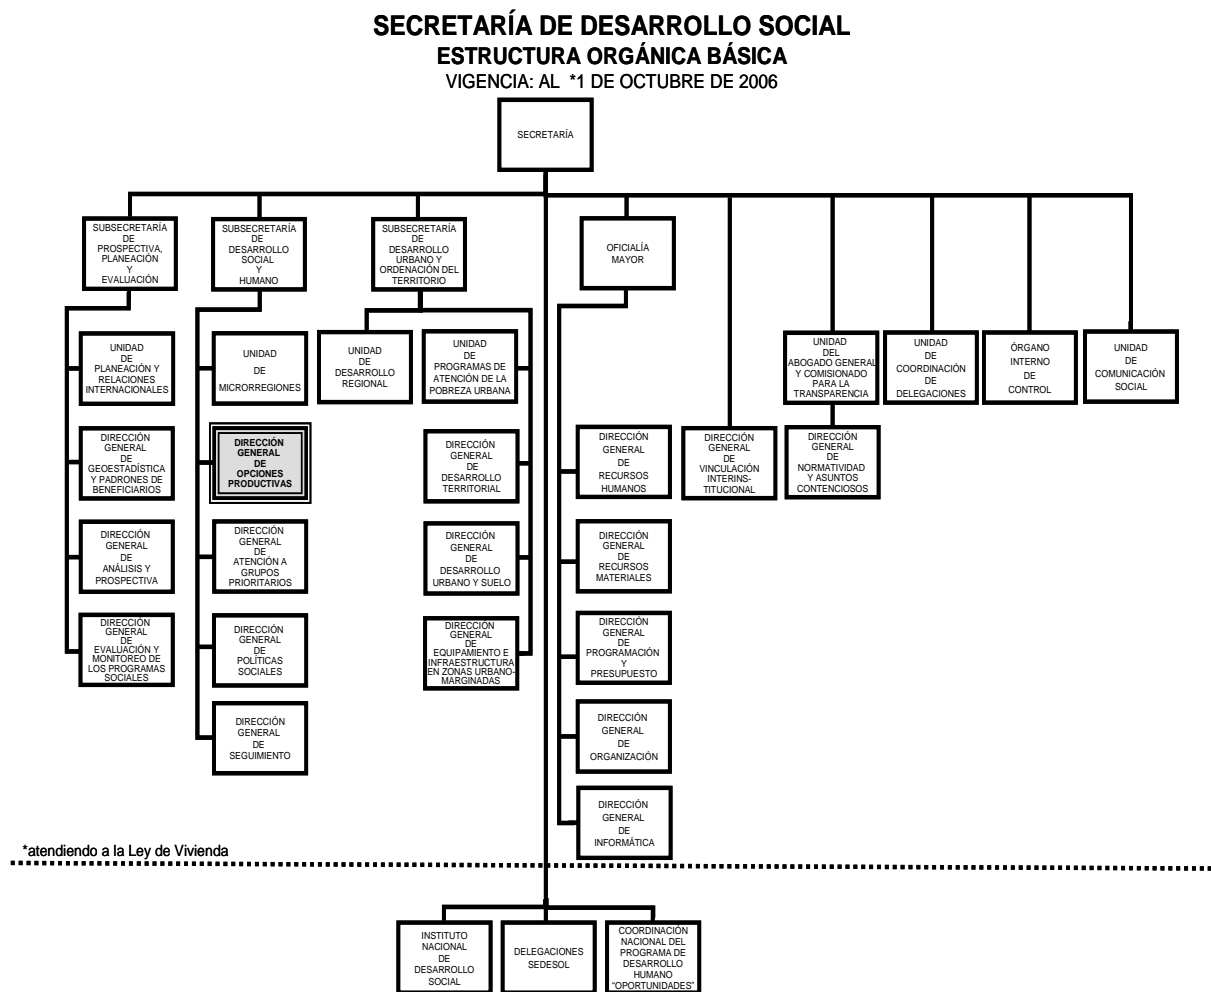 SECRETARÍA DE DESARROLLO SOCIAL
ESTRUCTURA ORGÁNICA BÁSICA
VIGENCIA: AL *1 DE OCTUBRE DE 2006
SECRETARÍA
SUBSECRETARÍA
DE
PROSPECTIVA,
PLANEACIÓN
Y
EVALUACIÓN
SUBSECRETARÍA
DE
DESARROLLO
SOCIAL
Y
HUMANO
SUBSECRETARÍA
DE
DESARROLLO
URBANO Y
ORDENACIÓN DEL
TERRITORIO
OFICIALÍA
MAYOR
UNIDAD
DE
PLANEACIÓN Y
RELACIONES
INTERNACIONALES
UNIDAD
DE
MICRORREGIONES
UNIDAD
DE
DESARROLLO
REGIONAL
UNIDAD
DE
PROGRAMAS DE
ATENCIÓN DE LA
POBREZA URBANA
UNIDAD
DEL
ABOGADO GENERAL
Y COMISIONADO
PARA LA
TRANSPARENCIA
UNIDAD
DE
COORDINACIÓN
DE
DELEGACIONES
ÓRGANO
INTERNO
DE
CONTROL
UNIDAD
DE
COMUNICACIÓN
SOCIAL
DIRECCIÓN
GENERAL
DE
GEOESTADÍSTICA
Y PADRONES DE
BENEFICIARIOS
DIRECCIÓN
GENERAL
DE
OPCIONES
PRODUCTIVAS
DIRECCIÓN
GENERAL
DE
DESARROLLO
TERRITORIAL
DIRECCIÓN
GENERAL
DE
RECURSOS
HUMANOS
DIRECCIÓN
GENERAL
DE
VINCULACIÓN
INTERINS-
TITUCIONAL
DIRECCIÓN
GENERAL
DE
NORMATIVIDAD
Y ASUNTOS
CONTENCIOSOS
DIRECCIÓN
GENERAL
DE
ANÁLISIS Y
PROSPECTIVA
DIRECCIÓN
GENERAL
DE
ATENCIÓN A
GRUPOS
PRIORITARIOS
DIRECCIÓN
GENERAL
DE
DESARROLLO
URBANO Y SUELO
DIRECCIÓN
GENERAL
DE
RECURSOS
MATERIALES
DIRECCIÓN
GENERAL
DE
EVALUACIÓN Y
MONITOREO DE
LOS PROGRAMAS
SOCIALES
DIRECCIÓN
GENERAL
DE
POLÍTICAS
SOCIALES
DIRECCIÓN
GENERAL
DE
EQUIPAMIENTO E
INFRAESTRUCTURA
EN ZONAS URBANO-
MARGINADAS
DIRECCIÓN
GENERAL
DE
PROGRAMACIÓN
Y
PRESUPUESTO
DIRECCIÓN
GENERAL
DE
SEGUIMIENTO
DIRECCIÓN
GENERAL
DE
ORGANIZACIÓN
DIRECCIÓN
GENERAL
DE
INFORMÁTICA
*atendiendo a la Ley de Vivienda
INSTITUTO
NACIONAL
DE
DESARROLLO
SOCIAL
DELEGACIONES
SEDESOL
COORDINACIÓN
NACIONAL DEL
PROGRAMA DE
DESARROLLO
HUMANO
"OPORTUNIDADES"